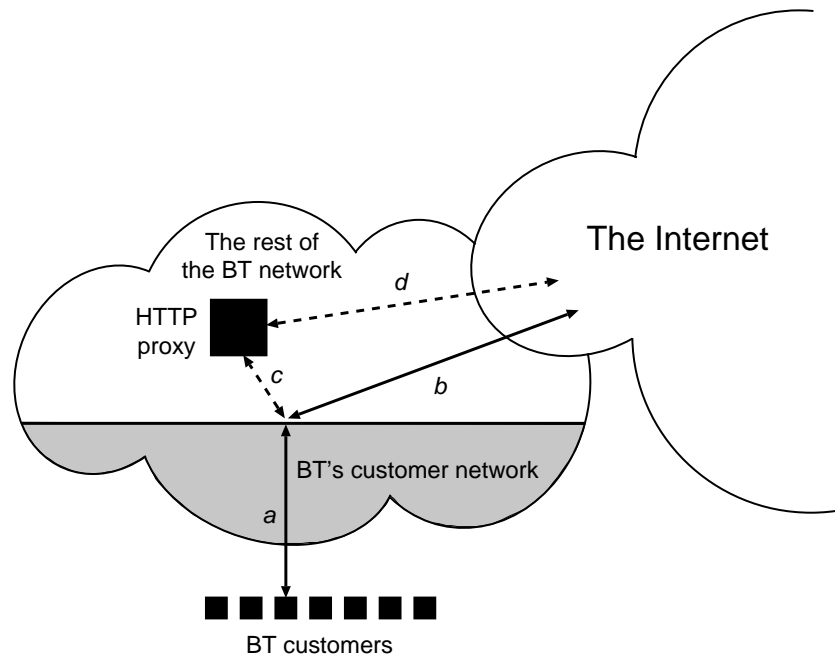 The Internet
The rest of
the BT network
d
HTTP
proxy
c
b
BT’s customer network
a
BT customers